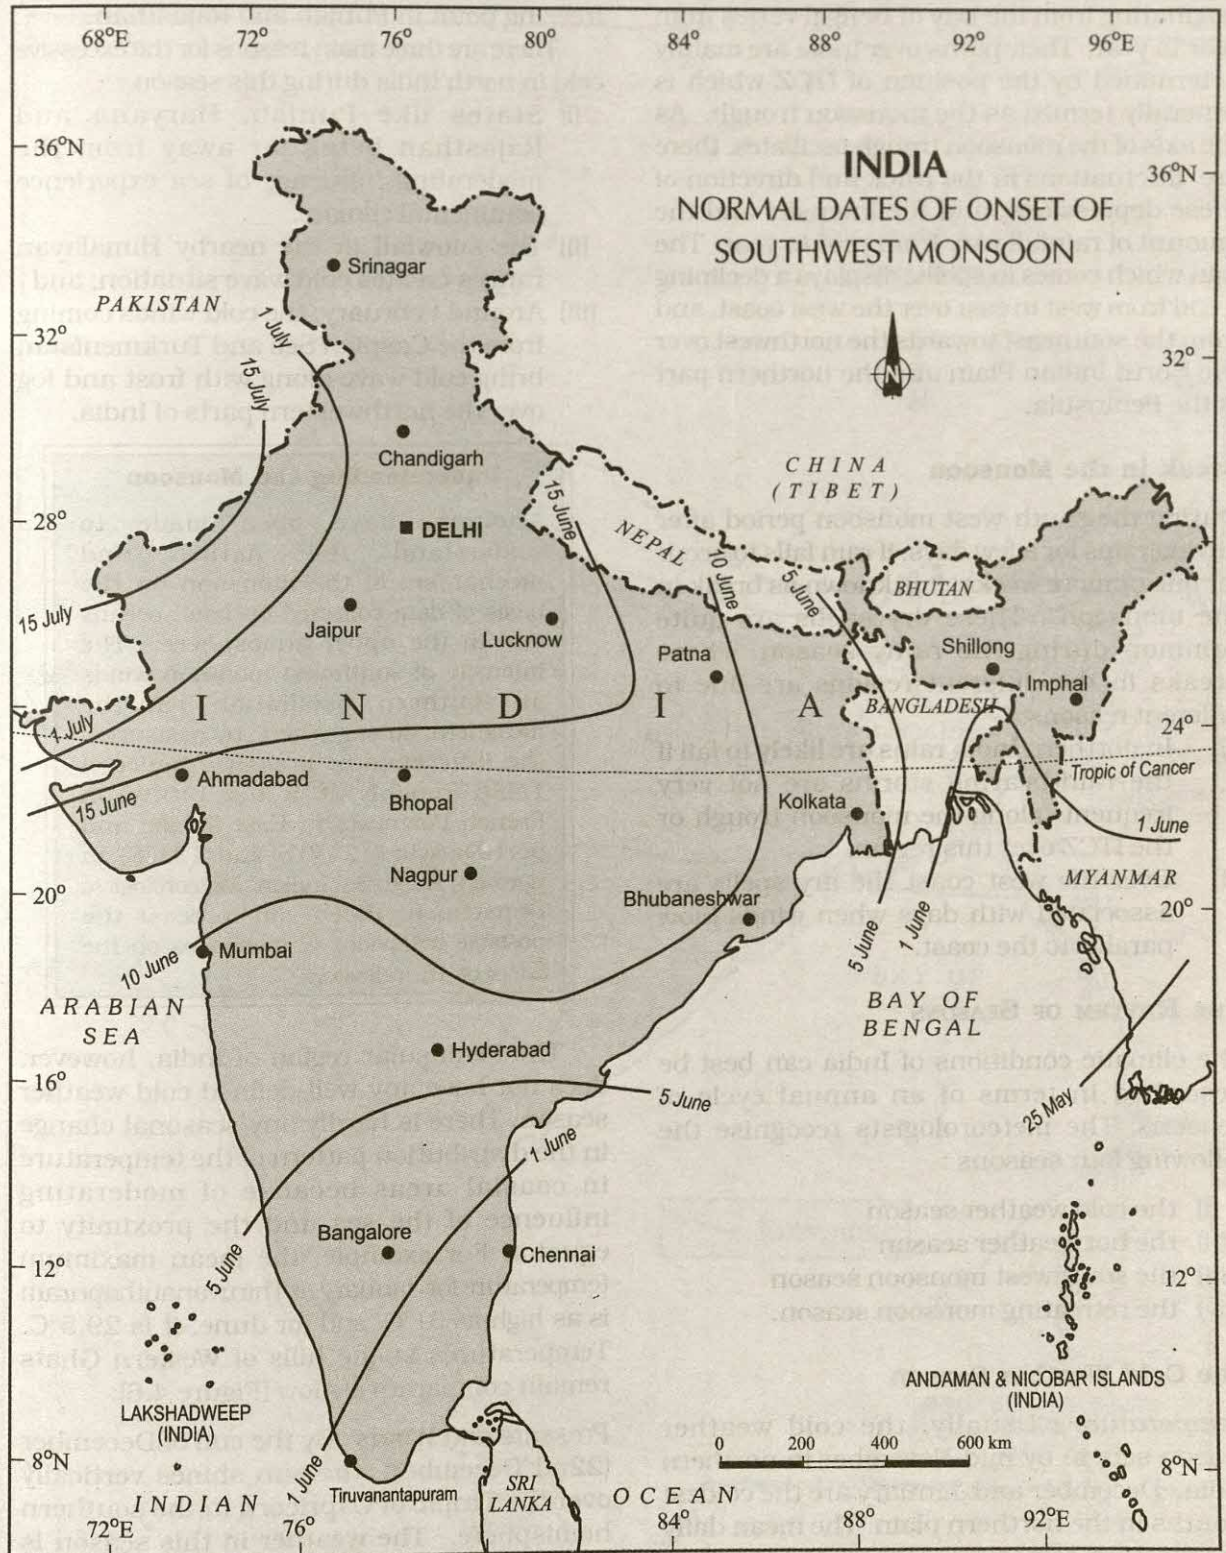 68°E 72° 76° 80° 84° 88° 92° 96°E
36°N
INDIA
NORMAL DATES OF ONSET OF
SOUTHWEST MONSOON
36°N
Srinagar
PAKISTAN
1 July
15 July
32°
32°
N
Chandigarh
CHINA
(TIBET)
15 June
28°
DELHI
NEPAL
10 June
5 June
28°
BHUTAN
15 July
Jaipur
Lucknow
Patna
Shillong
Imphal
I N D I A
BANGLADESH
1 July
24°
Tropic of Cancer
15 June
Ahmadabad
Bhopal
Kolkata
1 June
Nagpur
20°
Bhubaneshwar
MYANMAR
20°
10 June
Mumbai
5 June
1 June
ARABIAN
SEA
BAY OF
BENGAL
Hyderabad
16°
5 June
25 May
1 June
Bangalore
Chennai
5 June
12°
12°
LAKSHADWEEP
(INDIA)
ANDAMAN & NICOBAR ISLANDS
(INDIA)
0 200 400 600 km
8°N
8°N
1 June
Tiruvanantapuram
SRI
LANKA
INDIAN OCEAN
72°E 76° 84° 88° 92°E